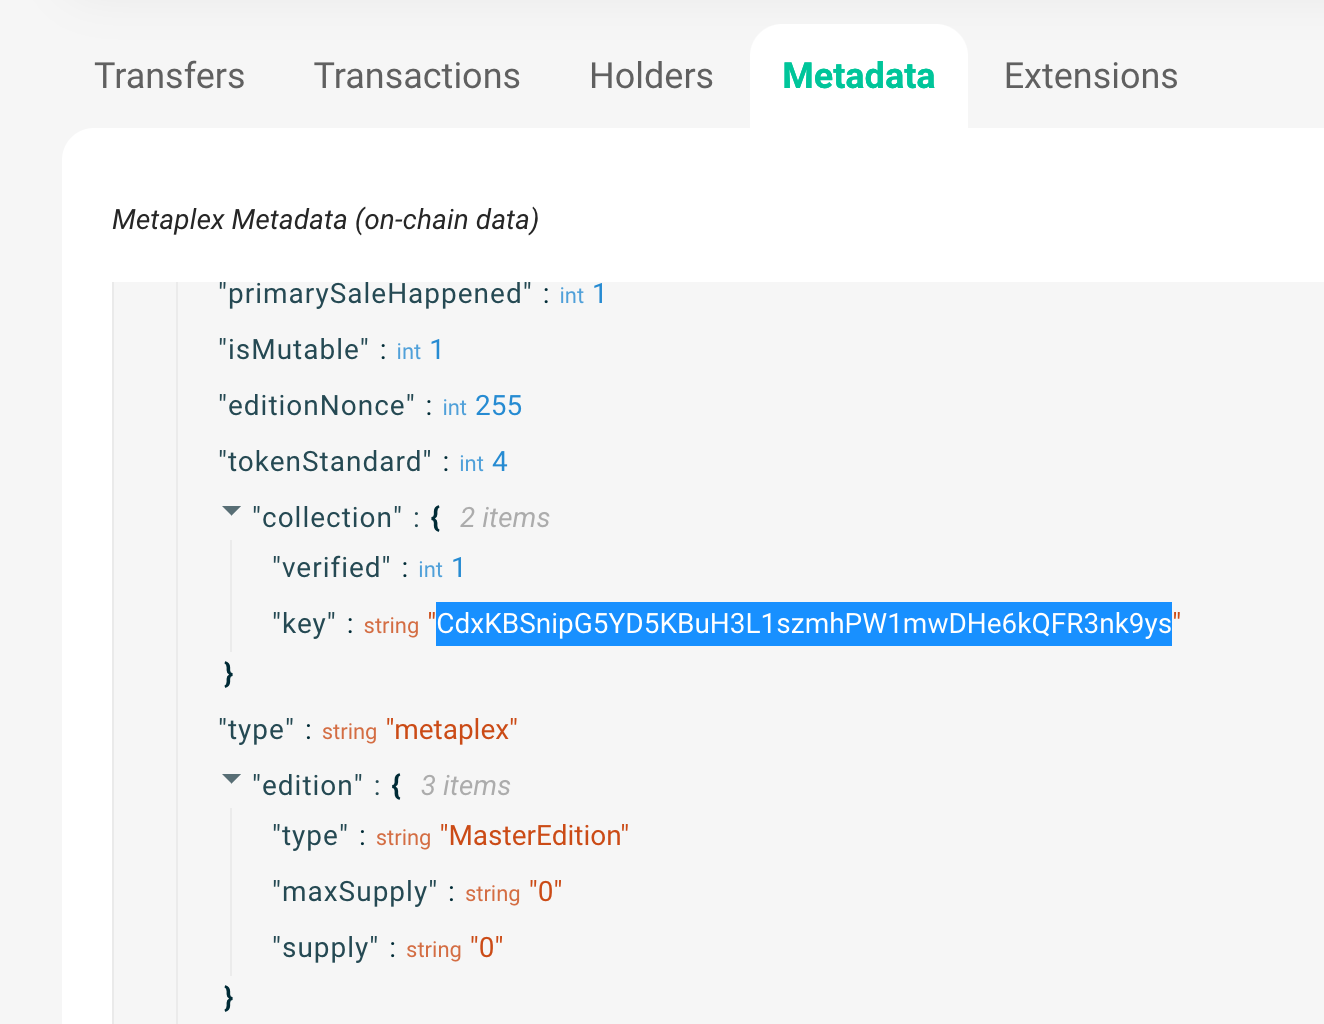 Transfers Transactions Holders Metadata Extensions
Metaplex Metadata (on-chain data)
"primarySaleHappened" : int 1
"isMutable" : int 1
"editionNonce" : int 255
"tokenStandard" : int 4
"collection" : { 2 items
"verified" : int 1
"key" : string "CdxKBSnipG5YD5KBuH3L1szmhPW1mwDHe6kQFR3nk9ys"
}
"type" : string "metaplex"
"edition" : { 3 items
"type" : string "MasterEdition"
"maxSupply" : string "0"
"supply" : string "0"
}